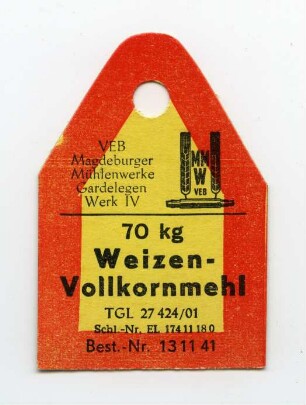 VEB
Magdeburger
Mühlenwerke
Gardelegen
Werk IV
MM
W
VEB
70 kg
Weizen-
Vollkornmehl
TGL 27 424/01
Schl.-Nr. EL 174 11 18 0
Best.-Nr. 13 11 41